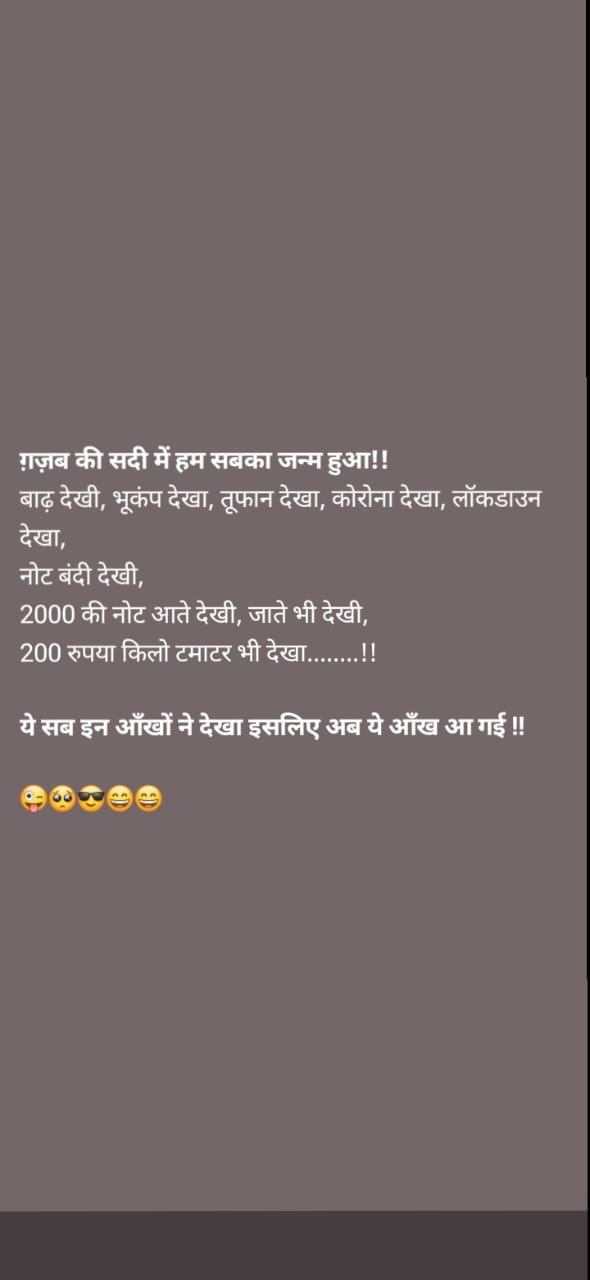 ग़ज़ब की सदी में हम सबका जन्म हुआ!!
बाढ़ देखी, भूकंप देखा, तूफान देखा, कोरोना देखा, लॉकडाउन
देखा,
नोट बंदी देखी,
2000 की नोट आते देखी, जाते भी देखी,
200 रुपया किलो टमाटर भी देखा........!!
ये सब इन आँखों ने देखा इसलिए अब ये आँख आ गई !!
😜🥺😎😄😄